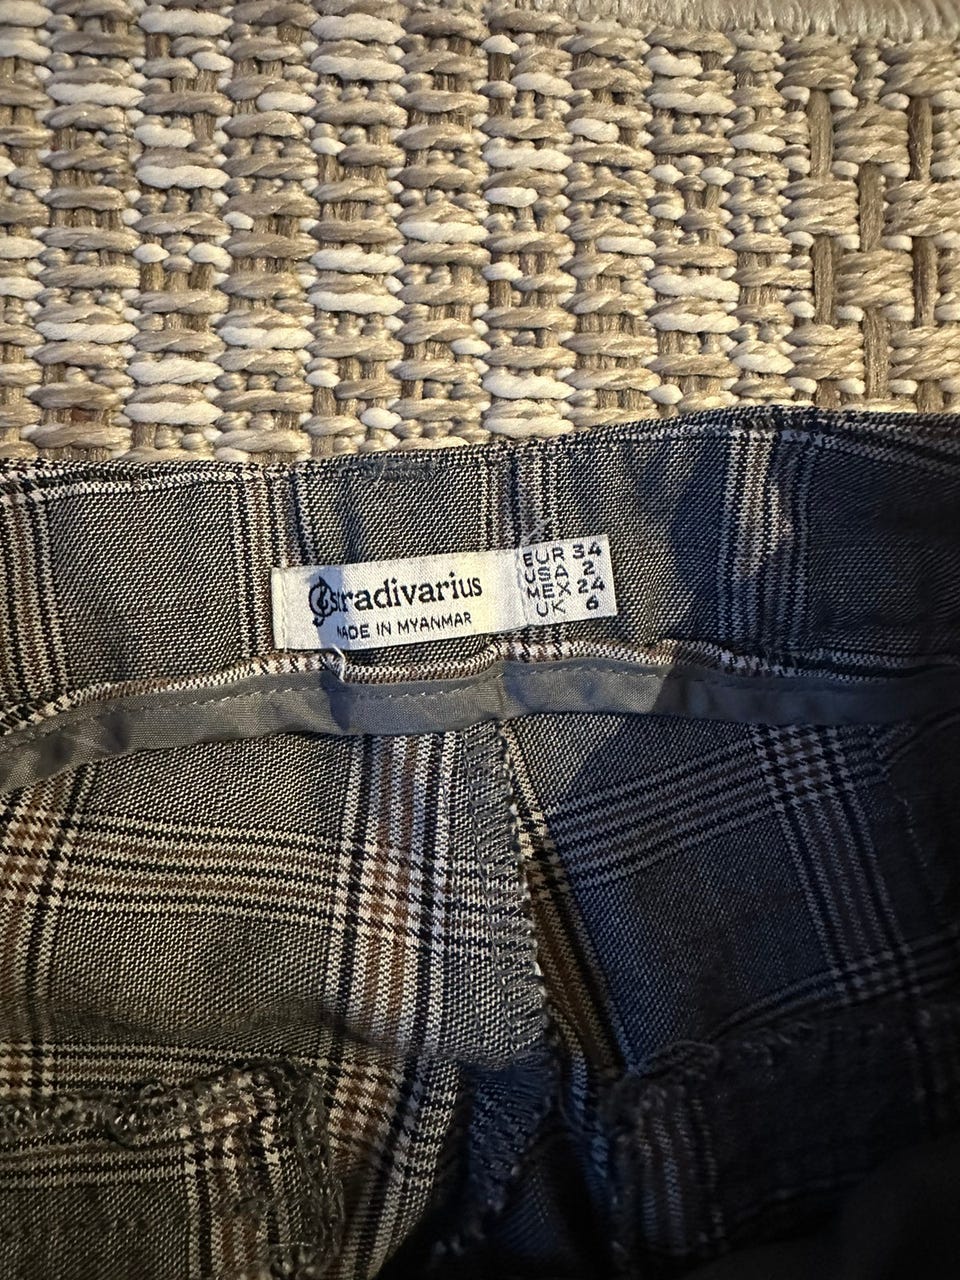 Stradivarius
MADE IN MYANMAR
EUR 34
USA 2
MEX 24
UK 6